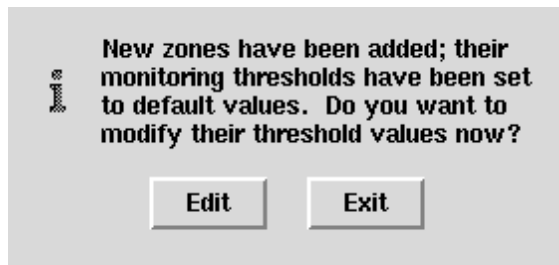 New zones have been added; their
monitoring thresholds have been set
to default values.  Do you want to
modify their threshold values now?
Edit
Exit